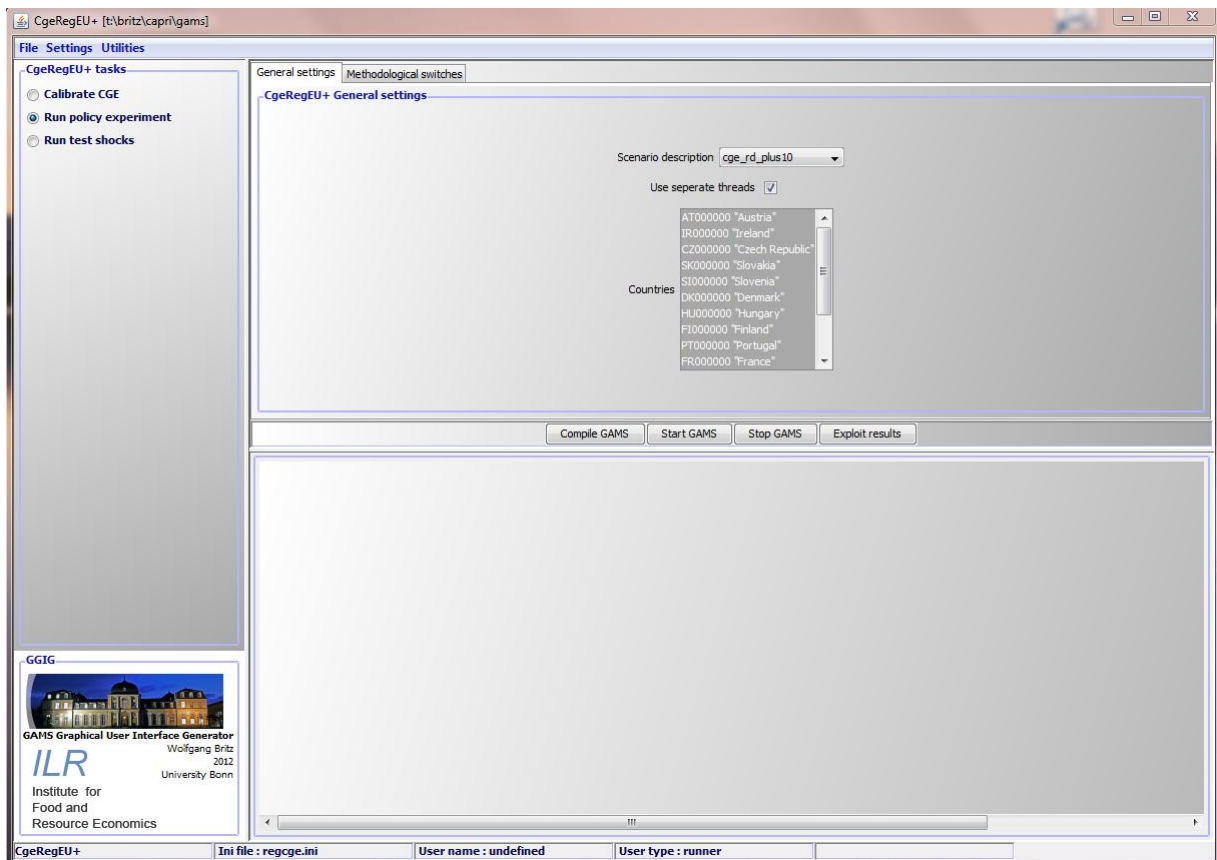 CgeRegEU+ [t:\britz\capri\gams]
File Settings Utilities
CgeRegEU+ tasks
Calibrate CGE
Run policy experiment
Run test shocks
General settings
Methodological switches
CgeRegEU+ General settings
Scenario description cge_rd_plus10
Use seperate threads
Countries
AT000000 "Austria"
IR000000 "Ireland"
CZ000000 "Czech Republic"
SK000000 "Slovakia"
SI000000 "Slovenia"
DK000000 "Denmark"
HU000000 "Hungary"
FI000000 "Finland"
PT000000 "Portugal"
FR000000 "France"
Compile GAMS
Start GAMS
Stop GAMS
Exploit results
GGIG
GAMS Graphical User Interface Generator
Wolfgang Britz
2012
University Bonn
ILR
Institute for
Food and
Resource Economics
CgeRegEU+
Ini file : regcge.ini
User name : undefined
User type : runner